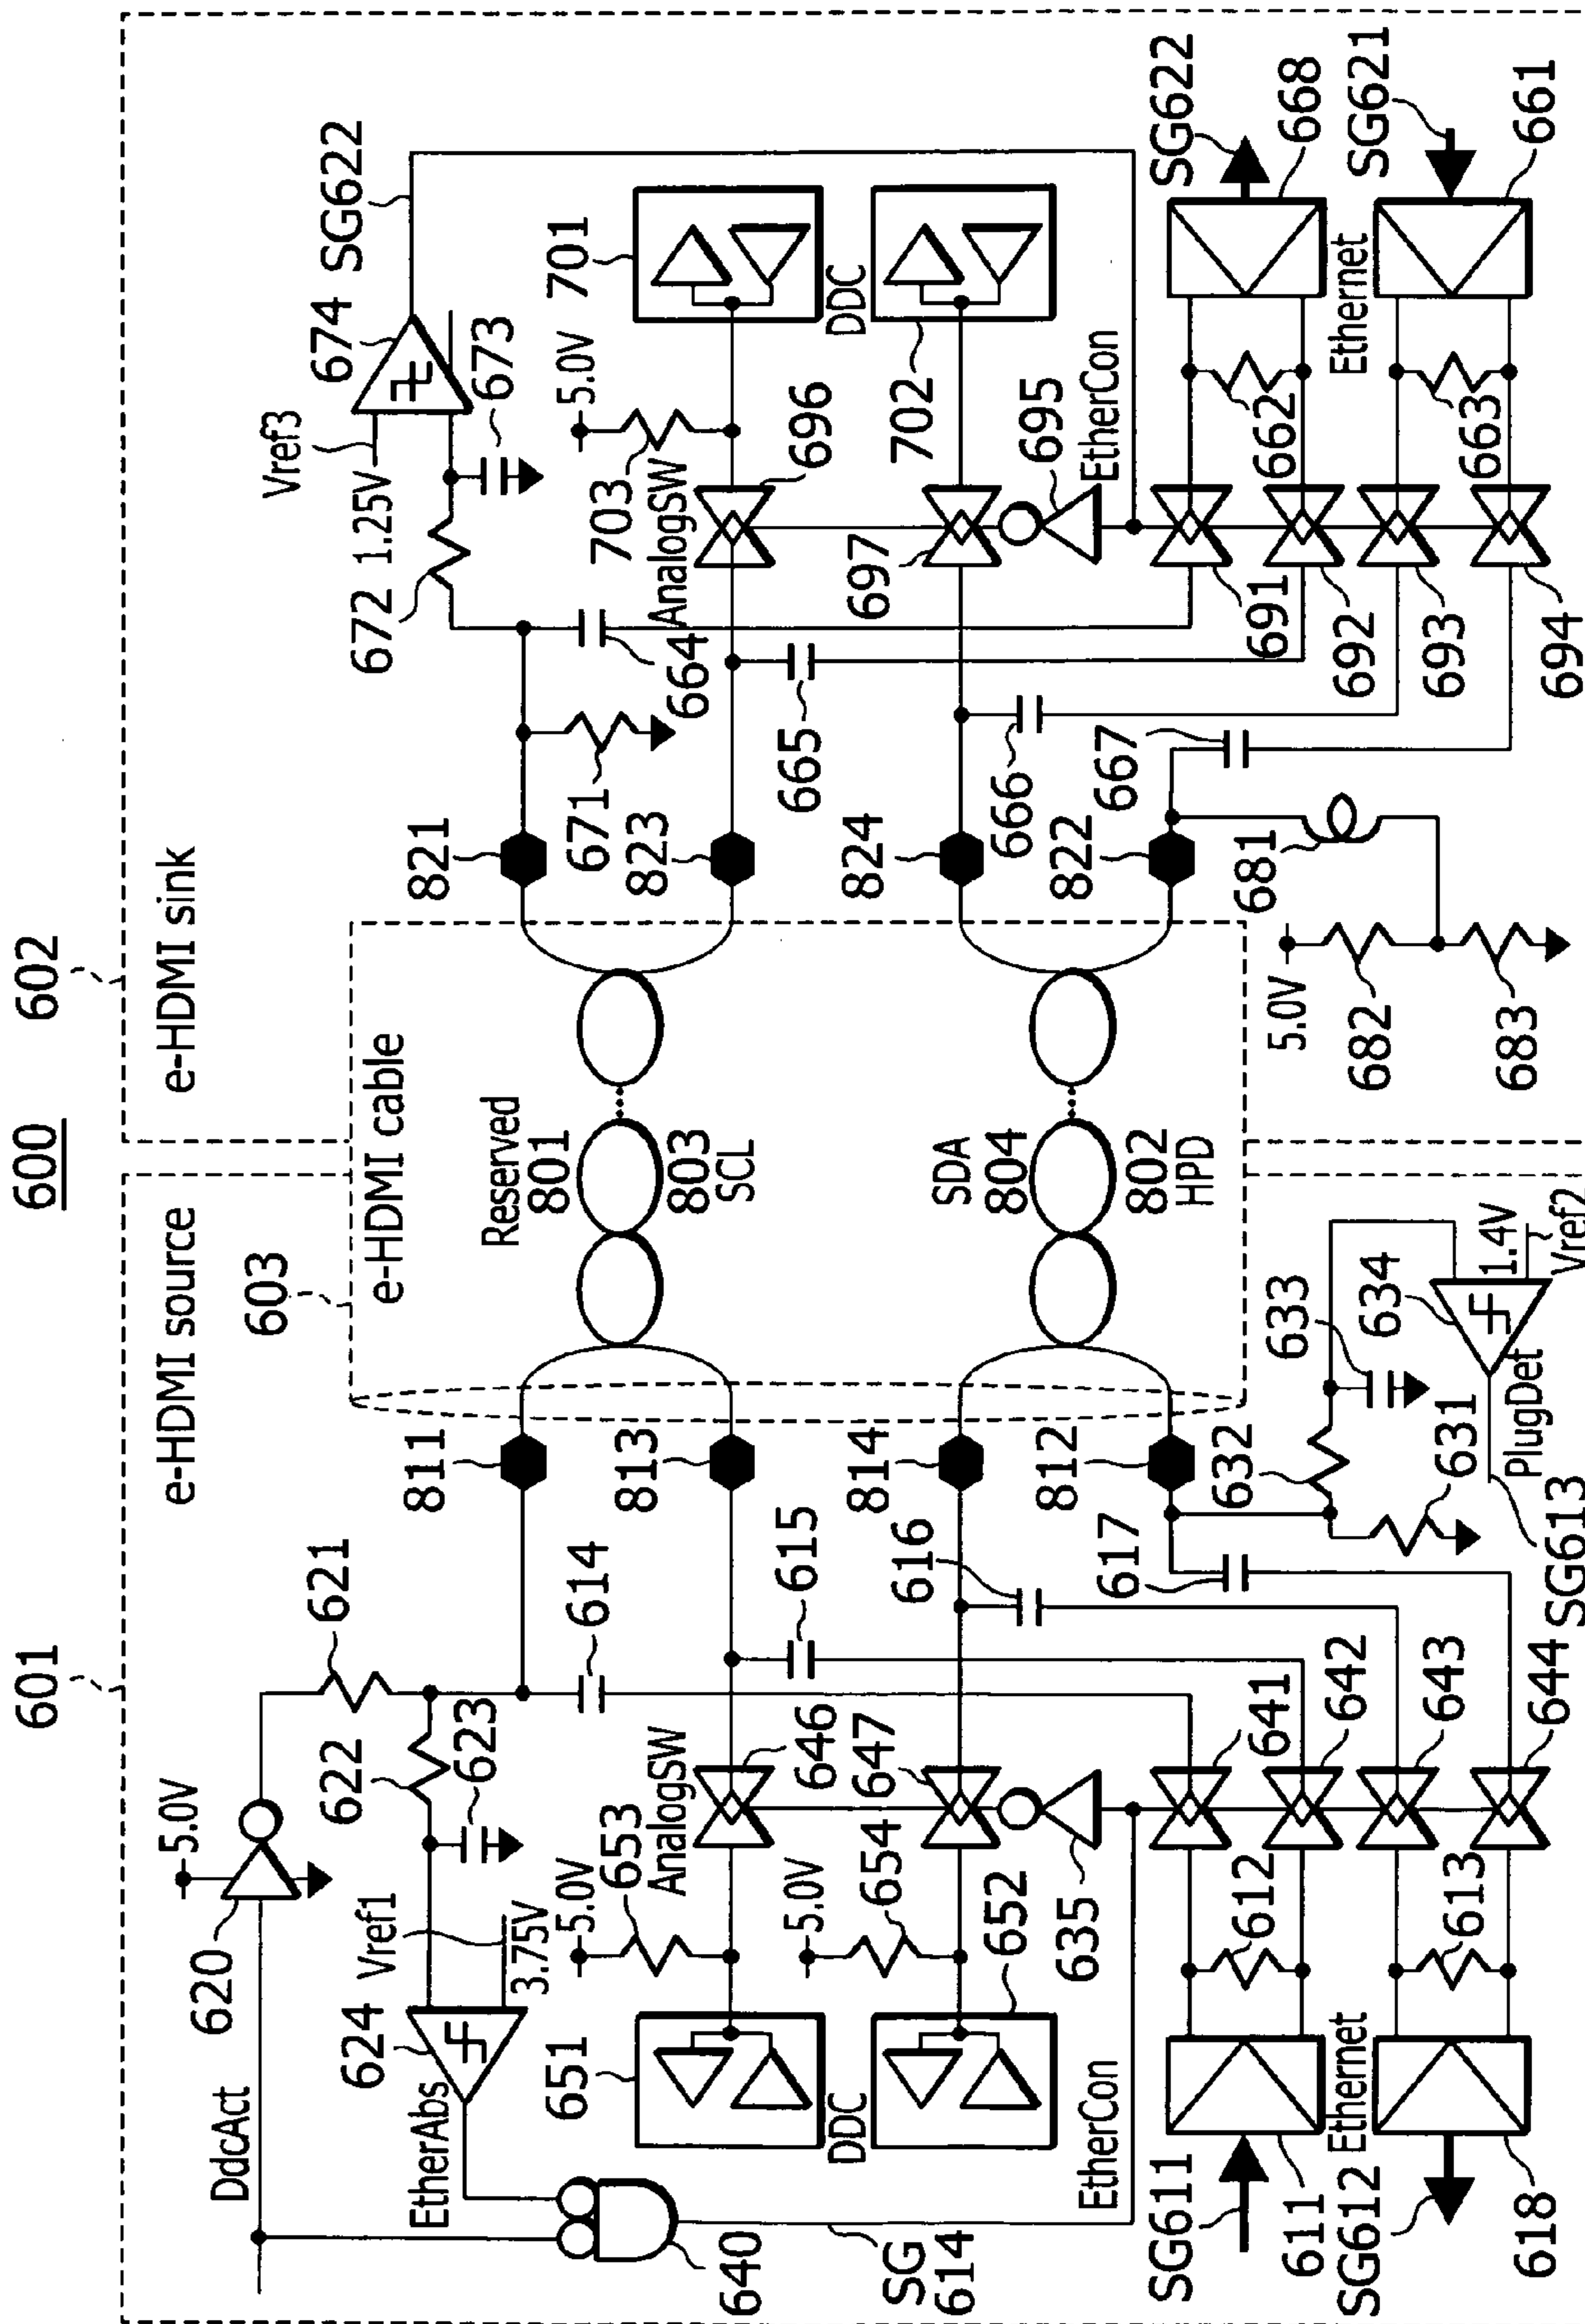 600
601
602
e-HDMI source
e-HDMI sink
603
e-HDMI cable
DdcAct
620
5.0V
621
622
623
624
EtherAbs
Vref1
3.75V
640
SG
614
614
811
821
Reserved
801
803
SCL
671
672
1.25V
Vref3
673
674
SG622
664
651
5.0V
653
AnalogSW
646
615
813
823
665
703
AnalogSW
5.0V
696
701
DDC
652
5.0V
654
647
616
814
SDA
804
802
HPD
824
666
697
702
DDC
635
EtherCon
695
EtherCon
617
812
822
667
SG611
611
Ethernet
612
641
642
643
644
613
618
SG612
632
631
633
634
1.4V
Vref2
PlugDet
SG613
5.0V
682
683
681
691
692
693
694
662
663
Ethernet
668
SG622
661
SG621